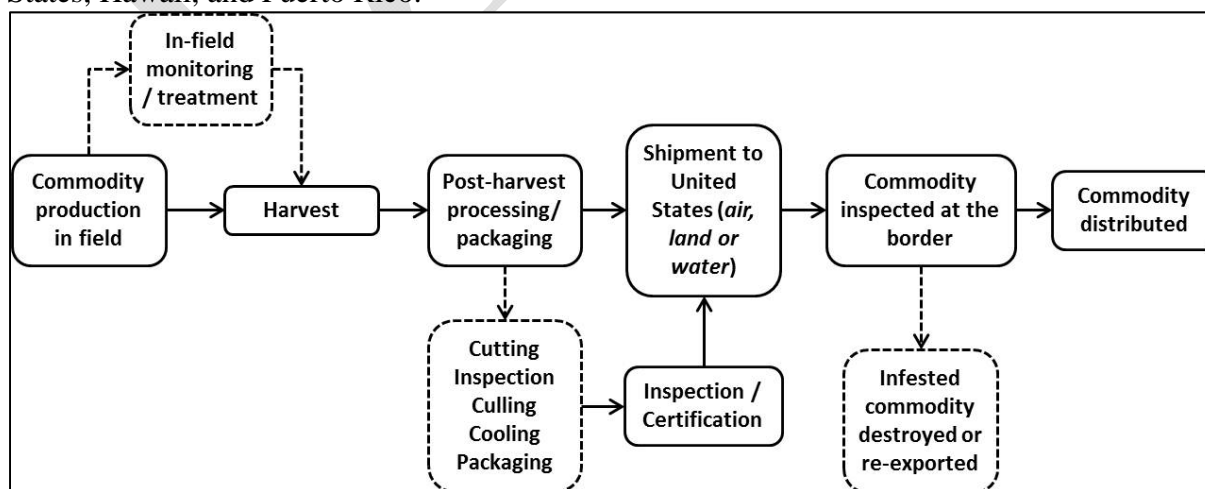 States, Hawaii, and Puerto Rico.
In-field
monitoring
/ treatment
Commodity
production
in field
Harvest
Post-harvest
processing/
packaging
Shipment to
United
States (air,
land or
water)
Commodity
inspected at the
border
Commodity
distributed
Cutting
Inspection
Culling
Cooling
Packaging
Inspection /
Certification
Infested
commodity
destroyed or
re-exported